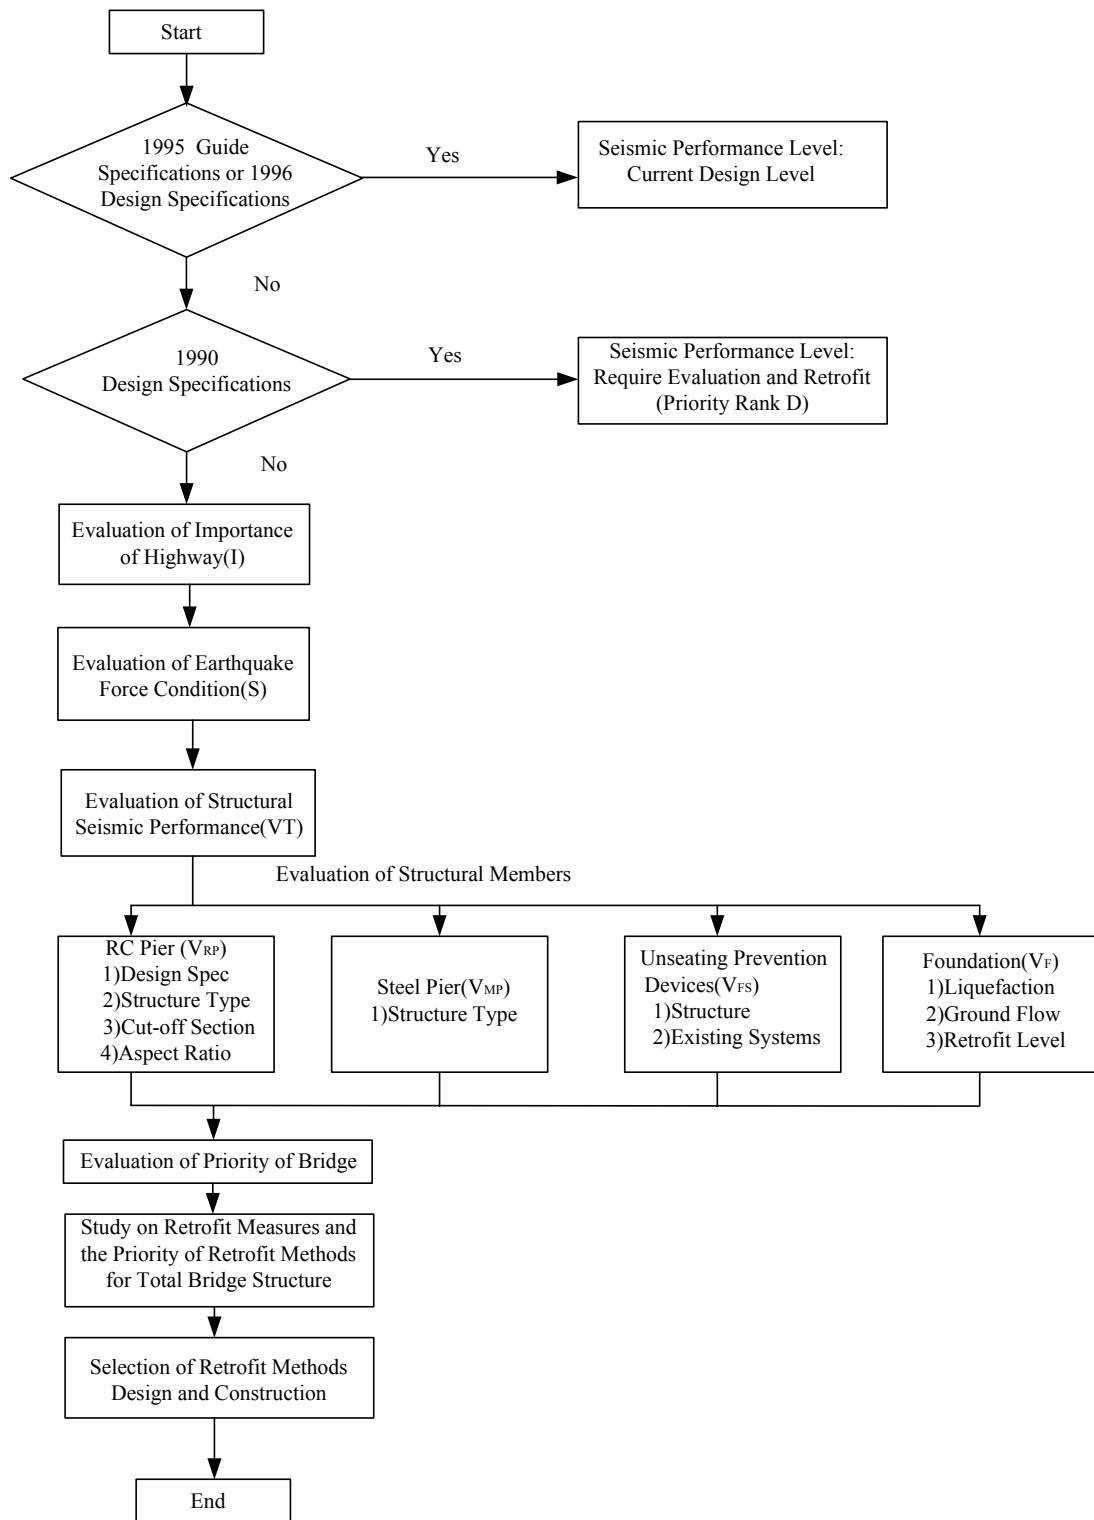 Start
1995 Guide
Specifications or 1996
Design Specifications
Yes
Seismic Performance Level:
Current Design Level
No
1990
Design Specifications
Yes
Seismic Performance Level:
Require Evaluation and Retrofit
(Priority Rank D)
No
Evaluation of Importance
of Highway(I)
Evaluation of Earthquake
Force Condition(S)
Evaluation of Structural
Seismic Performance(VT)
Evaluation of Structural Members
RC Pier (VRP)
1)Design Spec
2)Structure Type
3)Cut-off Section
4)Aspect Ratio
Steel Pier(VMP)
1)Structure Type
Unseating Prevention
Devices(VFS)
1)Structure
2)Existing Systems
Foundation(VF)
1)Liquefaction
2)Ground Flow
3)Retrofit Level
Evaluation of Priority of Bridge
Study on Retrofit Measures and
the Priority of Retrofit Methods
for Total Bridge Structure
Selection of Retrofit Methods
Design and Construction
End